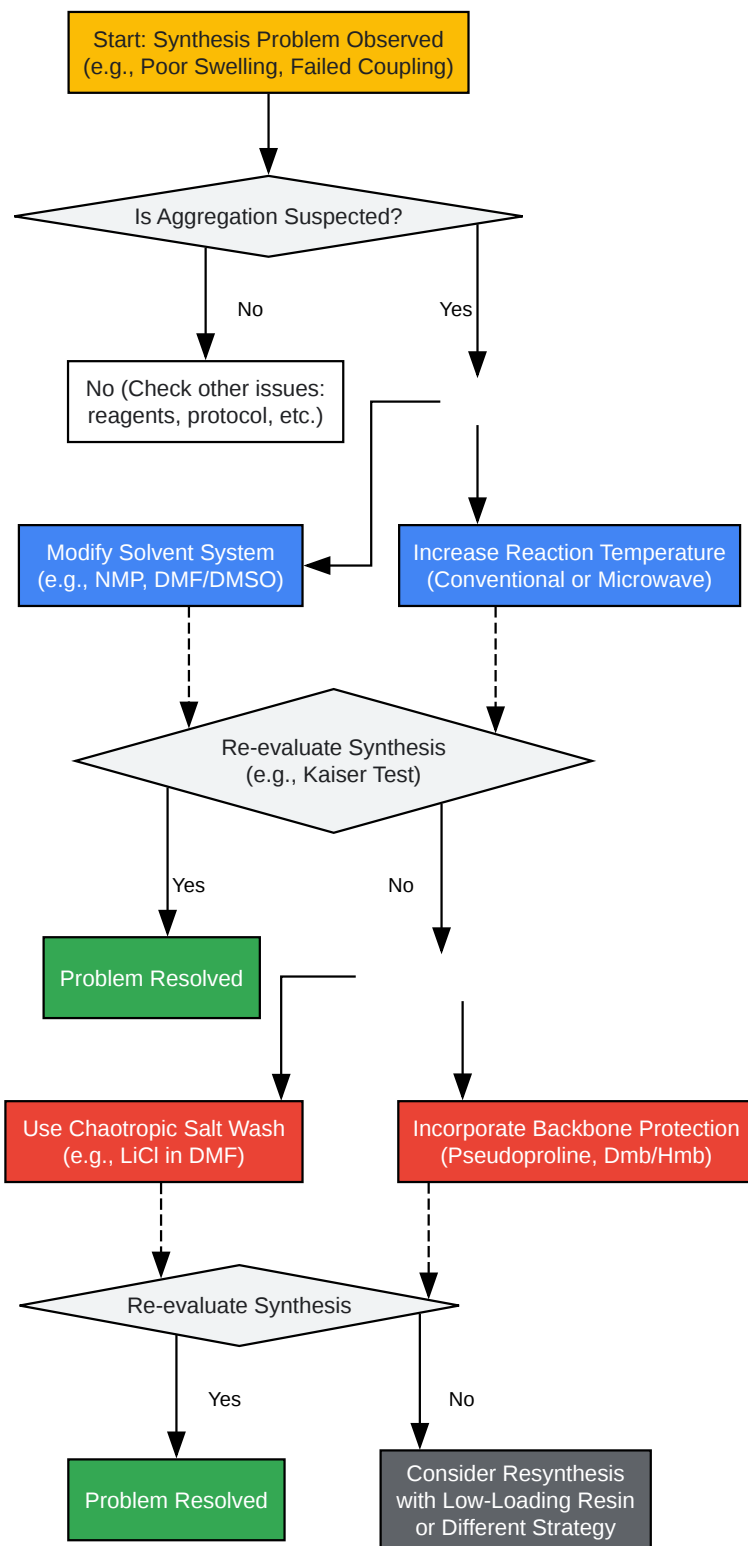 Start: Synthesis Problem Observed
(e.g., Poor Swelling, Failed Coupling)
Is Aggregation Suspected?
No
Yes
No (Check other issues:
reagents, protocol, etc.)
Modify Solvent System
(e.g., NMP, DMF/DMSO)
Increase Reaction Temperature
(Conventional or Microwave)
Re-evaluate Synthesis
(e.g., Kaiser Test)
Yes
No
Problem Resolved
Use Chaotropic Salt Wash
(e.g., LiCl in DMF)
Incorporate Backbone Protection
(Pseudoproline, Dmb/Hmb)
Re-evaluate Synthesis
Yes
No
Problem Resolved
Consider Resynthesis
with Low-Loading Resin
or Different Strategy